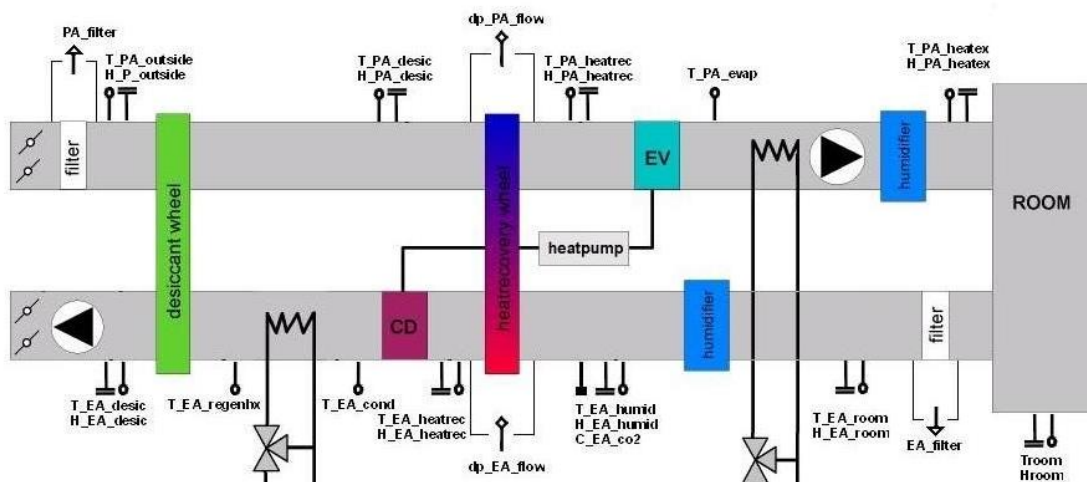 PA_filter
T_PA_outside
H_P_outside
T_PA_desic
H_PA_desic
dp_PA_flow
T_PA_heatrec
H_PA_heatrec
T_PA_evap
T_PA_heatex
H_PA_heatex
filter
desiccant wheel
heatrecovery wheel
EV
humidifier
ROOM
heatpump
CD
humidifier
filter
T_EA_desic
H_EA_desic
T_EA_regenhx
T_EA_cond
T_EA_heatrec
H_EA_heatrec
dp_EA_flow
T_EA_humid
H_EA_humid
C_EA_co2
T_EA_room
H_EA_room
EA_filter
Troom
Hroom